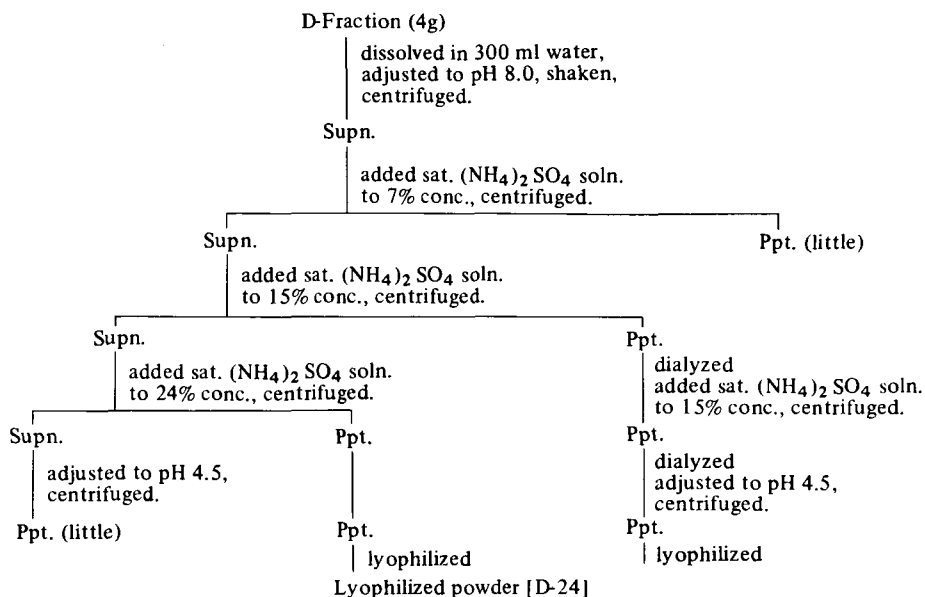 D-Fraction (4g)
dissolved in 300 ml water,
adjusted to pH 8.0, shaken,
centrifuged.
Supn.
added sat. (NH4)2 SO4 soln.
to 7% conc., centrifuged.
Supn.
Ppt. (little)
added sat. (NH4)2 SO4 soln.
to 15% conc., centrifuged.
Supn.
Ppt.
added sat. (NH4)2 SO4 soln.
to 24% conc., centrifuged.
dialyzed
added sat. (NH4)2 SO4 soln.
to 15% conc., centrifuged.
Supn.
Ppt.
Ppt.
adjusted to pH 4.5,
centrifuged.
dialyzed
adjusted to pH 4.5,
centrifuged.
Ppt. (little)
Ppt.
Ppt.
lyophilized
lyophilized
Lyophilized powder [D-24]